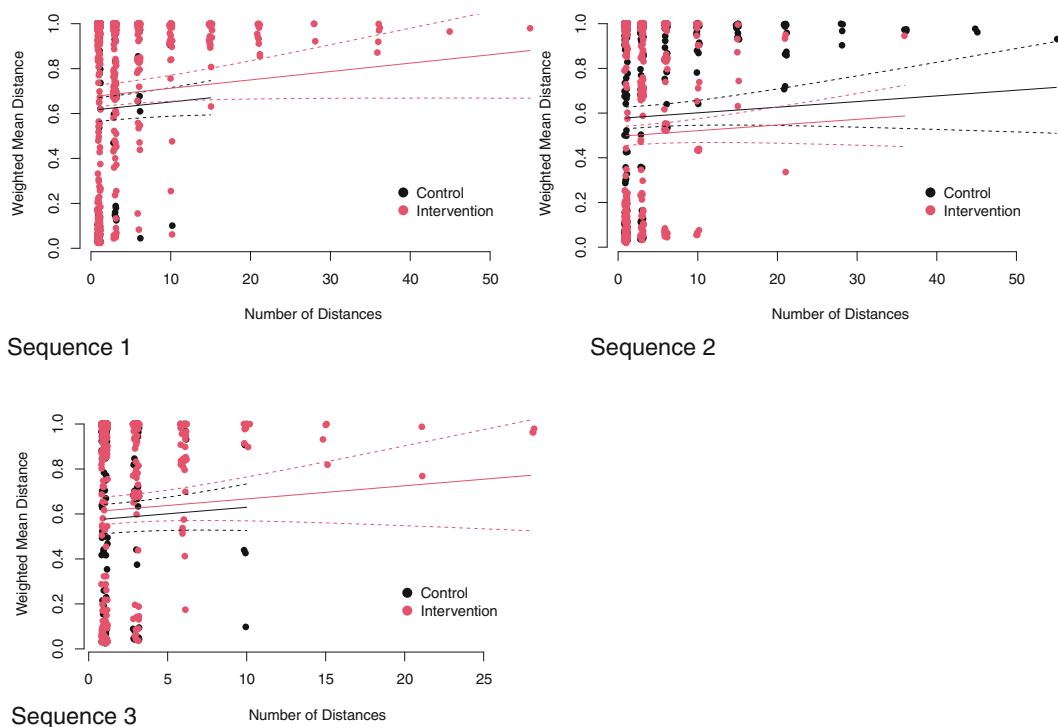 Weighted Mean Distance
1.0
0.8
0.6
0.4
0.2
0.0
Control
Intervention
0 10 20 30 40 50
Number of Distances
Sequence 1
Weighted Mean Distance
1.0
0.8
0.6
0.4
0.2
0.0
Control
Intervention
0 10 20 30 40 50
Number of Distances
Sequence 2
Weighted Mean Distance
1.0
0.8
0.6
0.4
0.2
0.0
Control
Intervention
0 5 10 15 20 25
Number of Distances
Sequence 3